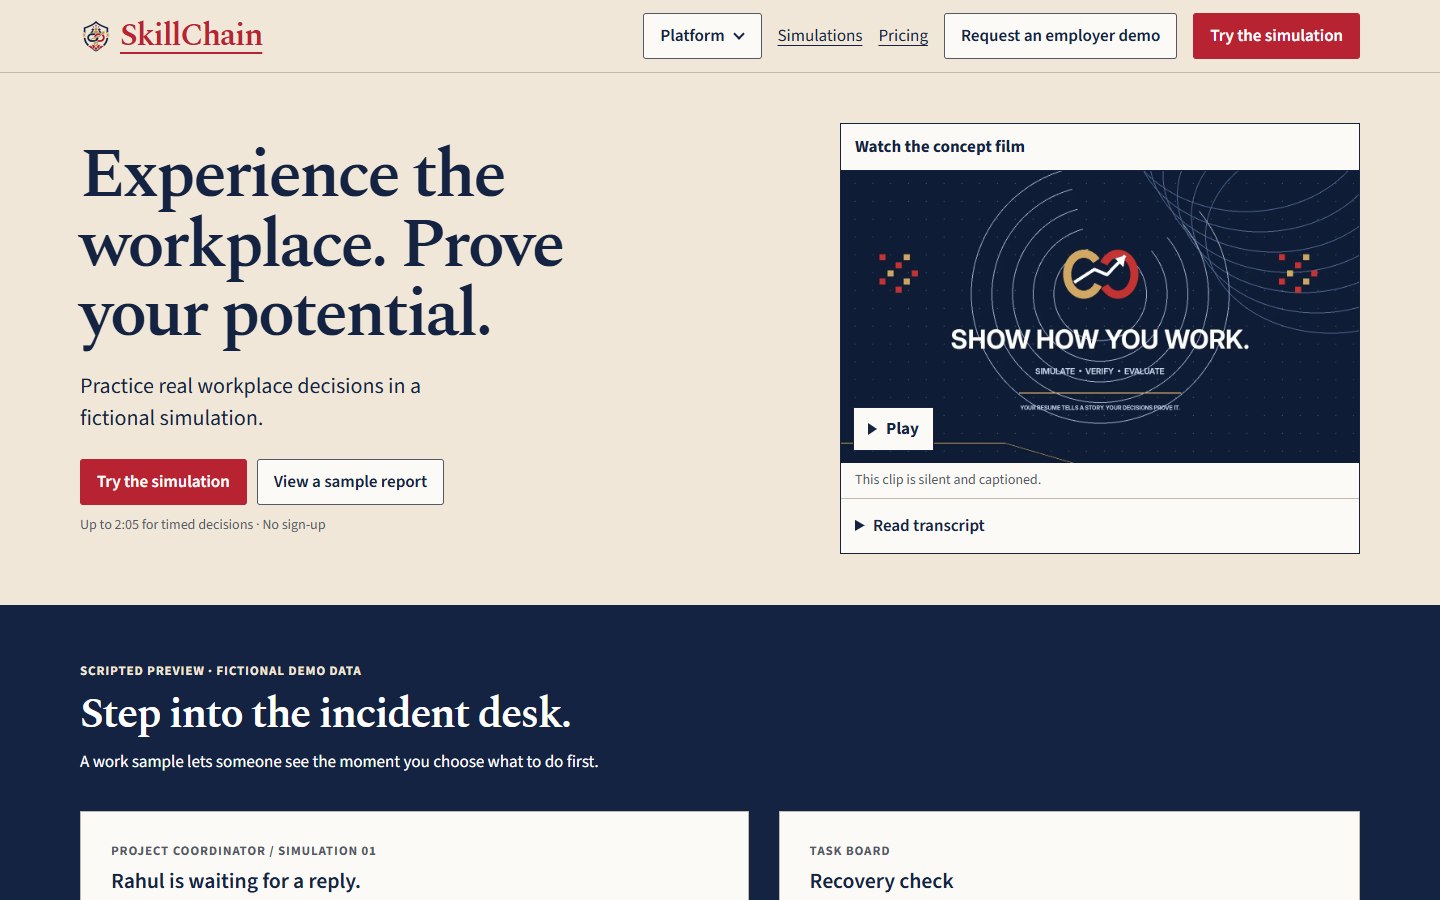 SkillChain
Platform
Simulations
Pricing
Request an employer demo
Try the simulation
Experience the
workplace. Prove
your potential.
Practice real workplace decisions in a
fictional simulation.
Try the simulation
View a sample report
Up to 2:05 for timed decisions · No sign-up
Watch the concept film
SHOW HOW YOU WORK.
SIMULATE • VERIFY • EVALUATE
YOUR RESUME TELLS A STORY. YOUR DECISIONS PROVE IT.
Play
This clip is silent and captioned.
Read transcript
SCRIPTED PREVIEW · FICTIONAL DEMO DATA
Step into the incident desk.
A work sample lets someone see the moment you choose what to do first.
PROJECT COORDINATOR / SIMULATION 01
Rahul is waiting for a reply.
TASK BOARD
Recovery check